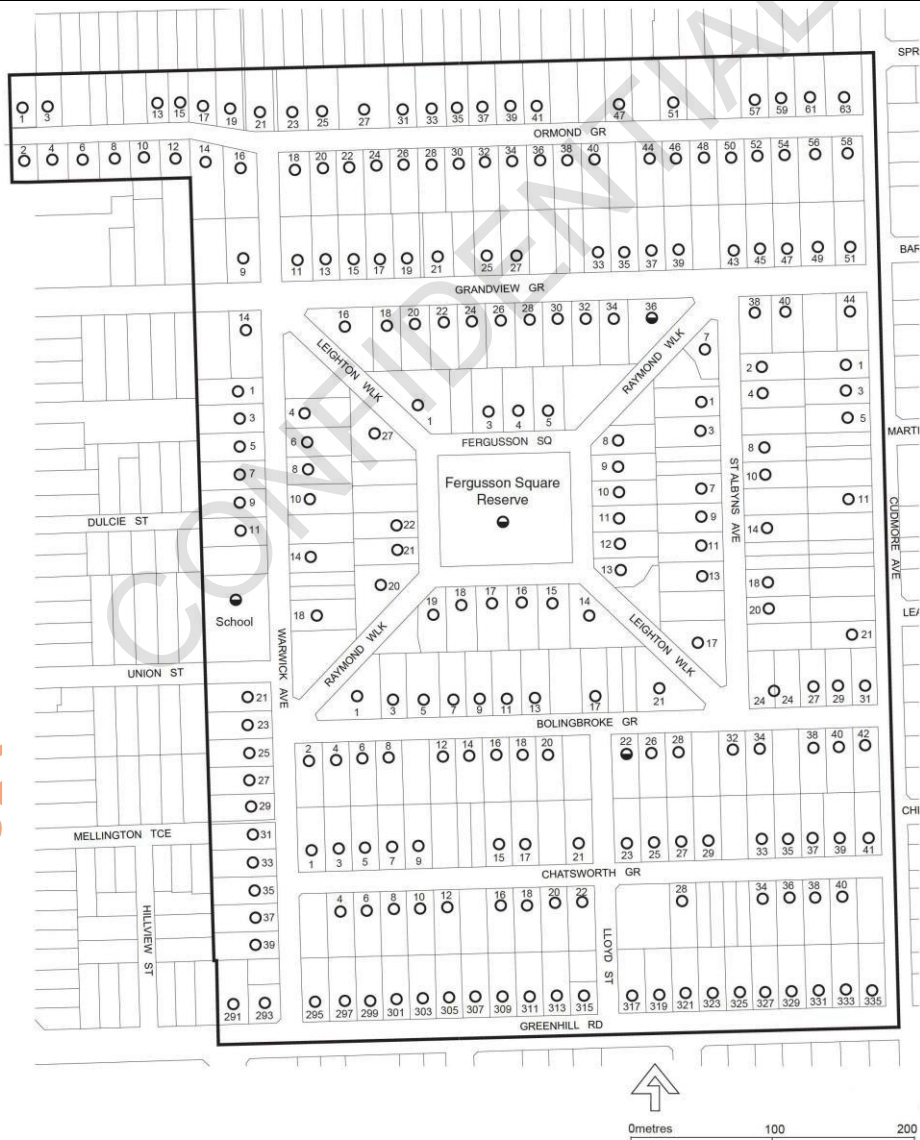 CONFIDENTIAL
SPR
1 3 13 15 17 19 21 23 25 27 31 33 35 37 39 41 47 51 57 59 61 63
ORMOND GR
2 4 6 8 10 12 14 16 18 20 22 24 26 28 30 32 34 36 38 40 44 46 48 50 52 54 56 58
BAR
9 11 13 15 17 19 21 25 27 33 35 37 39 43 45 47 49 51
GRANDVIEW GR
14 16 18 20 22 24 26 28 30 32 34 36 38 40 44
LEIGHTON WLK
RAYMOND WLK
7
1 3 5 7 9 11
4 6 8 10 14 18
27 22 21 20
1 3 4 5
FERGUSSON SQ
8 9 10 11 12 13
1 3 7 9 11 13 17
2 4 8 10 14 18 20
1 3 5 11 21
MARTI
Fergusson Square
Reserve
ST ALBYNS AVE
CUDMORE AVE
DULCIE ST
School
WARWICK AVE
LEA
UNION ST
RAYMOND WLK
LEIGHTON WLK
19 18 17 16 15 14
1 3 5 7 9 11 13 17 21
24 24 27 29 31
BOLINGBROKE GR
21 23 25 27 29 31 33 35 37 39
2 4 6 8 12 14 16 18 20 22 26 28 32 34 38 40 42
MELLINGTON TCE
CHI
1 3 5 7 9 15 17 21 23 25 27 29 33 35 37 39 41
CHATSWORTH GR
4 6 8 10 12 16 18 20 22 28 34 36 38 40
HILLVIEW ST
LLOYD ST
291 293 295 297 299 301 303 305 307 309 311 313 315 317 319 321 323 325 327 329 331 333 335
GREENHILL RD
0metres 100 200